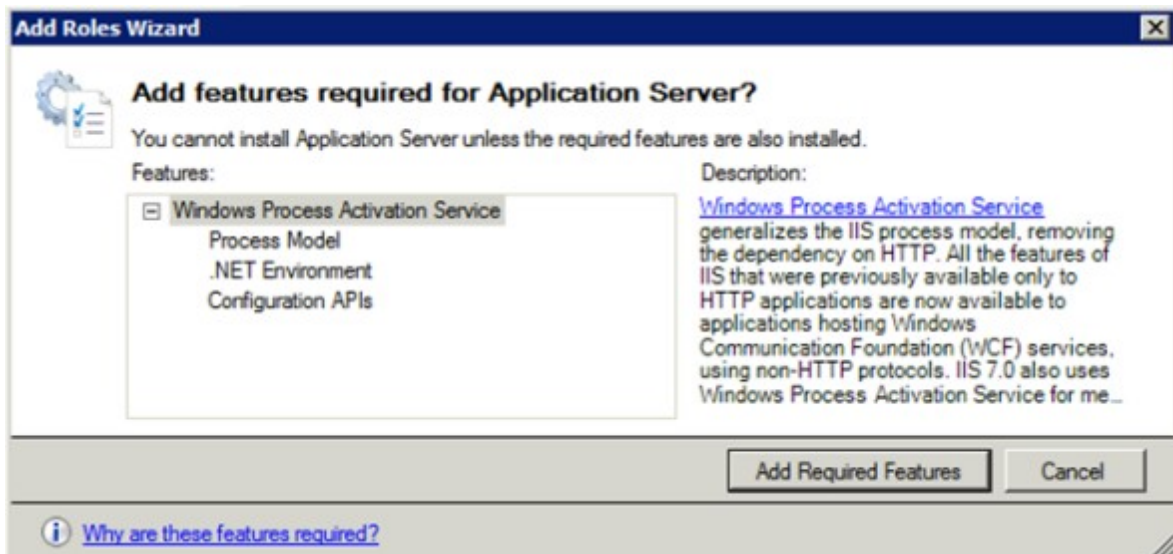 Add Roles Wizard
Add features required for Application Server?
You cannot install Application Server unless the required features are also installed.
Features:
Windows Process Activation Service
Process Model
.NET Environment
Configuration APIs
Description:
Windows Process Activation Service
generalizes the IIS process model, removing
the dependency on HTTP. All the features of
IIS that were previously available only to
HTTP applications are now available to
applications hosting Windows
Communication Foundation (WCF) services,
using non-HTTP protocols. IIS 7.0 also uses
Windows Process Activation Service for me...
Add Required Features
Cancel
Why are these features required?